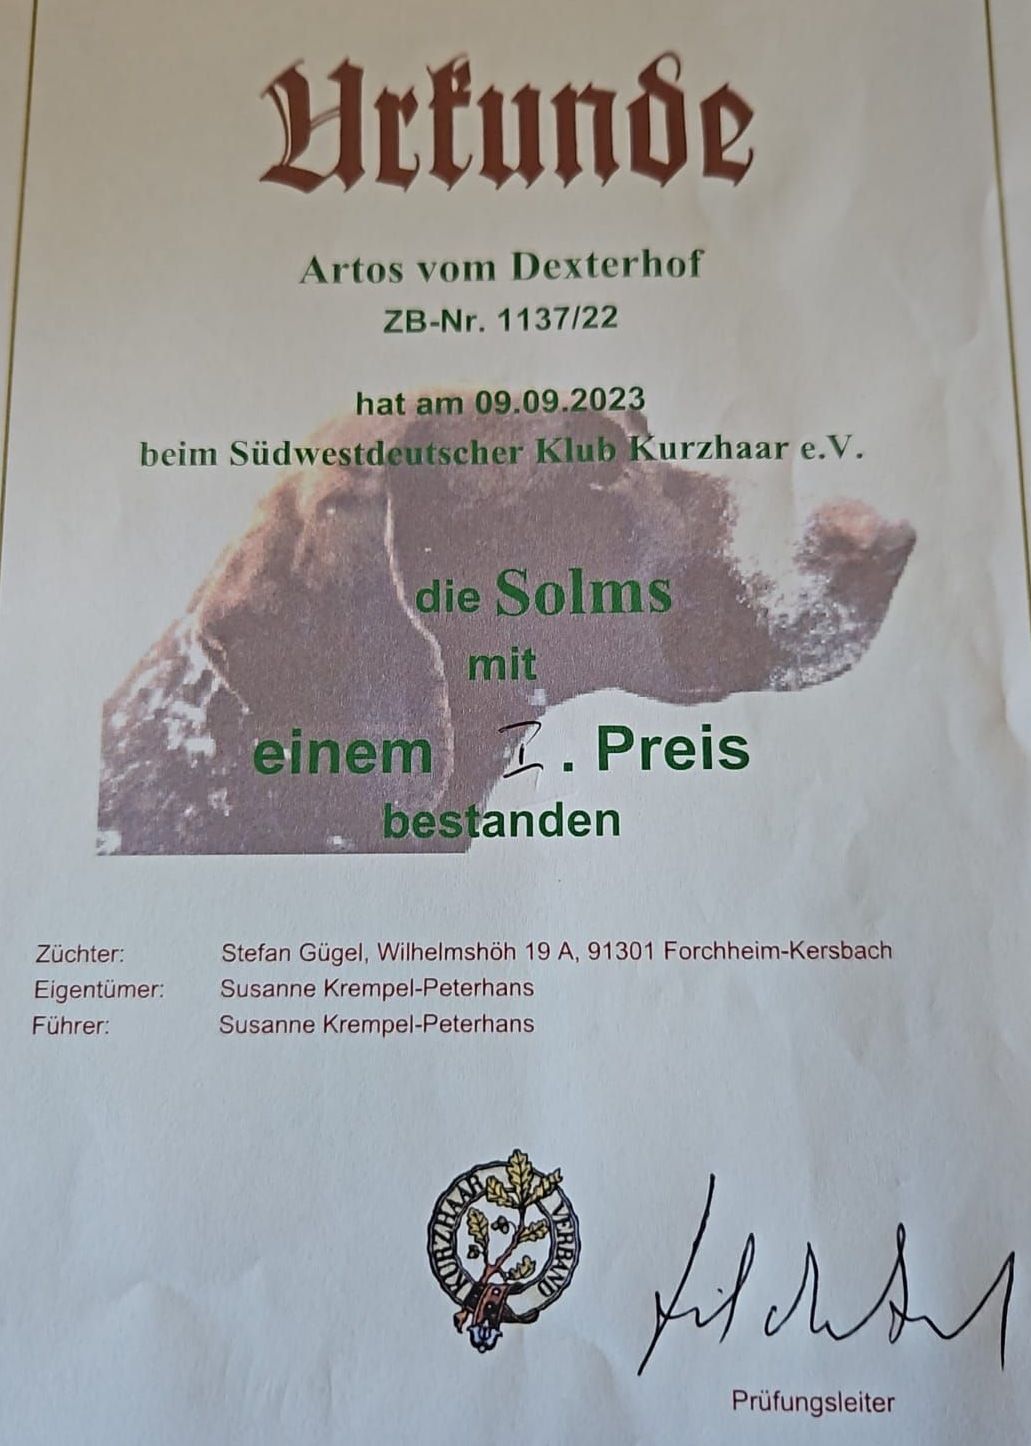 Urkunde
Artos vom Dexterhof
ZB-Nr. 1137/22
hat am 09.09.2023
beim Südwestdeutscher Klub Kurzhaar e.V.
die Solms
mit
einem I. Preis
bestanden
Züchter: Stefan Gügel, Wilhelmshöh 19 A, 91301 Forchheim-Kersbach
Eigentümer: Susanne Krempel-Peterhans
Führer: Susanne Krempel-Peterhans
KURZHAAR VERBAND
Prüfungsleiter